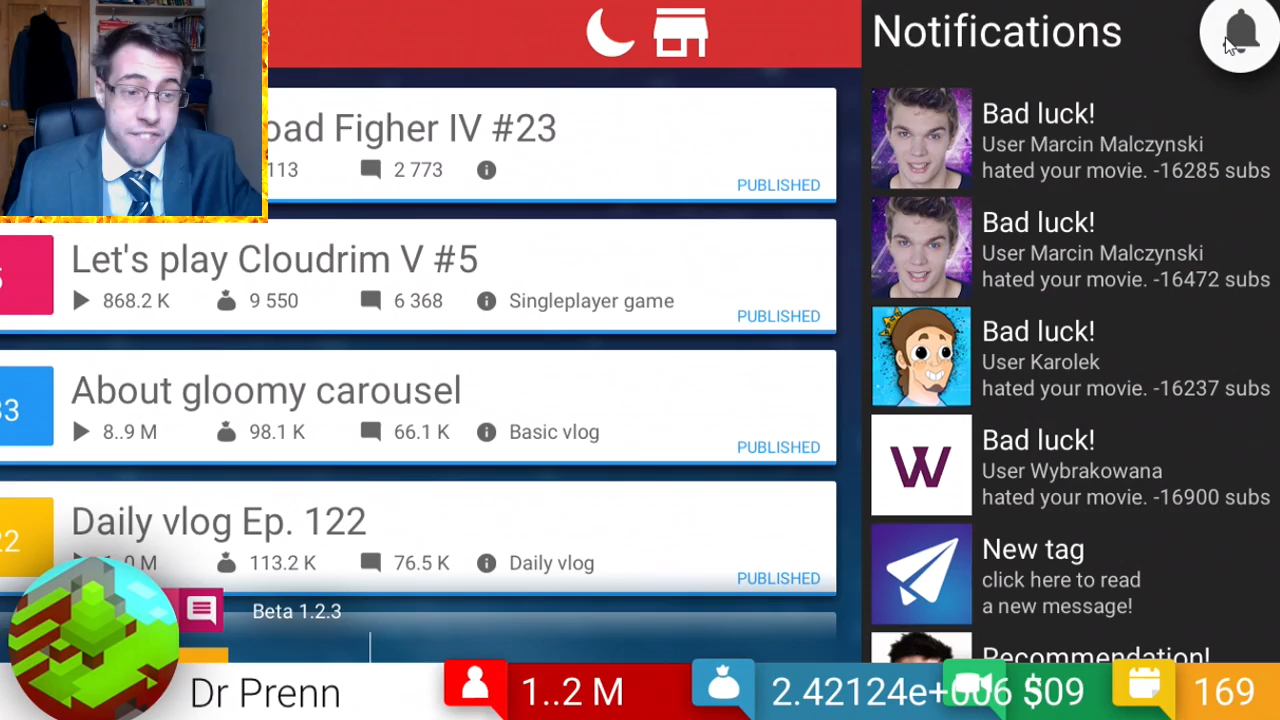 e
Notifications
oad Figher IV #23
113 2 773
PUBLISHED
Let's play Cloudrim V #5
868.2 K 9 550 6 368 Singleplayer game
PUBLISHED
About gloomy carousel
8..9 M 98.1 K 66.1 K Basic vlog
PUBLISHED
Daily vlog Ep. 122
0 M 113.2 K 76.5 K Daily vlog
PUBLISHED
5
33
22
Beta 1.2.3
Bad luck!
User Marcin Malczynski
hated your movie. -16285 subs
Bad luck!
User Marcin Malczynski
hated your movie. -16472 subs
Bad luck!
User Karolek
hated your movie. -16237 subs
W
Bad luck!
User Wybrakowana
hated your movie. -16900 subs
New tag
click here to read
a new message!
Recommendation!
Dr Prenn 1..2 M 2.42124e+006 $ 09 169